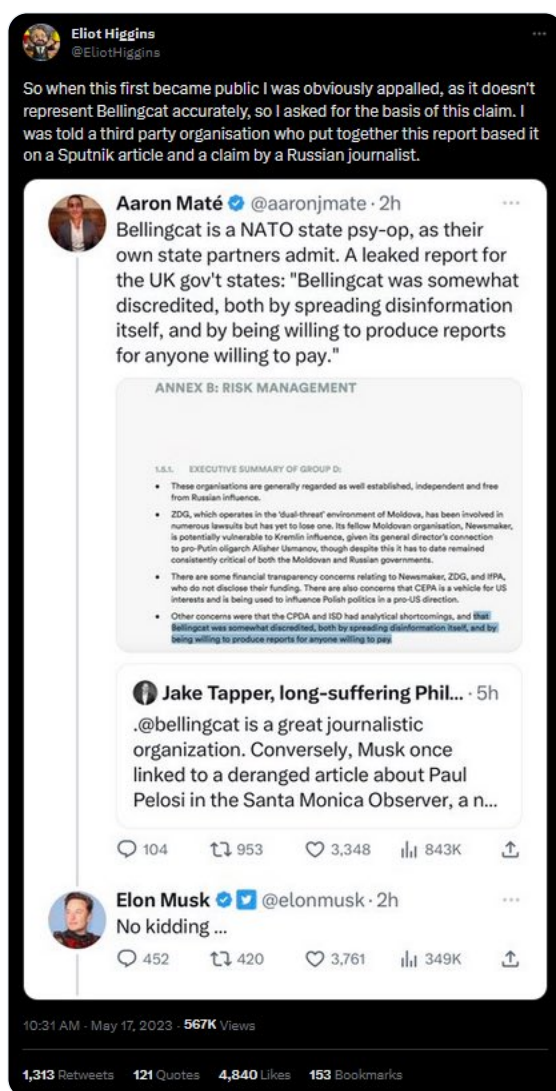 Eliot Higgins
@EliotHiggins
So when this first became public I was obviously appalled, as it doesn't
represent Bellingcat accurately, so I asked for the basis of this claim. I
was told a third party organisation who put together this report based it
on a Sputnik article and a claim by a Russian journalist.
Aaron Maté @aaronjmate · 2h
Bellingcat is a NATO state psy-op, as their
own state partners admit. A leaked report for
the UK gov't states: "Bellingcat was somewhat
discredited, both by spreading disinformation
itself, and by being willing to produce reports
for anyone willing to pay."
ANNEX B: RISK MANAGEMENT
1.5.1. EXECUTIVE SUMMARY OF GROUP D:
• These organisations are generally regarded as well established, independent and free
from Russian influence.
• ZDG, which operates in the 'dual-threat' environment of Moldova, has been involved in
numerous lawsuits but has yet to lose one. Its fellow Moldovan organisation, Newsmaker,
is potentially vulnerable to Kremlin influence, given its general director's connection
to pro-Putin oligarch Alisher Usmanov, though despite this it has to date remained
consistently critical of both the Moldovan and Russian governments.
• There are some financial transparency concerns relating to Newsmaker, ZDG, and IfPA,
who do not disclose their funding. There are also concerns that CEPA is a vehicle for US
interests and is being used to influence Polish politics in a pro-US direction.
• Other concerns were that the CPDA and ISD had analytical shortcomings, and that
Bellingcat was somewhat discredited, both by spreading disinformation itself, and by
being willing to produce reports for anyone willing to pay.
Jake Tapper, long-suffering Phil... · 5h
.@bellingcat is a great journalistic
organization. Conversely, Musk once
linked to a deranged article about Paul
Pelosi in the Santa Monica Observer, a n...
104 953 3,348 843K
Elon Musk @elonmusk · 2h
No kidding ...
452 420 3,761 349K
10:31 AM · May 17, 2023 · 567K Views
1,313 Retweets 121 Quotes 4,840 Likes 153 Bookmarks